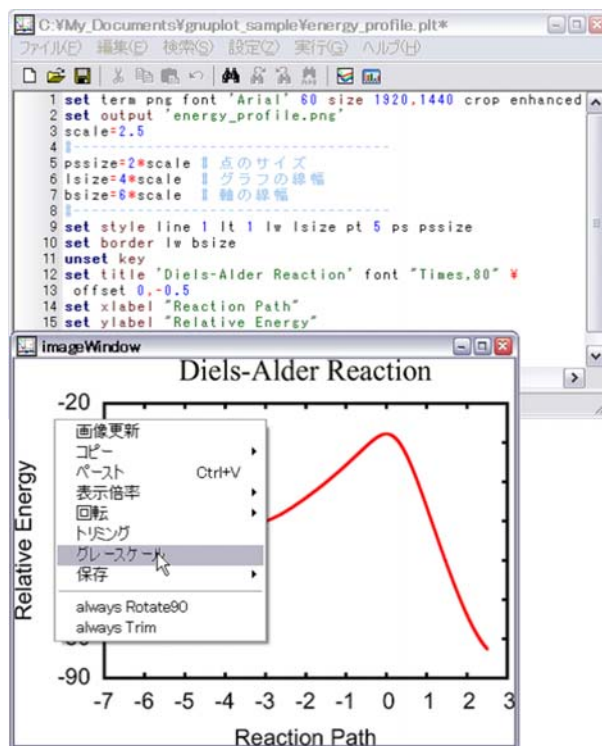 C:¥My_Documents¥gnuplot_sample¥energy_profile.plt*
ファイル(F) 編集(E) 検索(S) 設定(Z) 実行(G) ヘルプ(H)
1 set term png font 'Arial' 60 size 1920,1440 crop enhanced
2 set output 'energy_profile.png'
3 scale=2.5
4 #-------------------------------------
5 pssize=2*scale # 点のサイズ
6 lsize=4*scale # グラフの線幅
7 bsize=6*scale # 軸の線幅
8 #-------------------------------------
9 set style line 1 lt 1 lw lsize pt 5 ps pssize
10 set border lw bsize
11 unset key
12 set title 'Diels-Alder Reaction' font "Times,80" ¥
13 offset 0,-0.5
14 set xlabel "Reaction Path"
15 set ylabel "Relative Energy"
imageWindow
Diels-Alder Reaction
-20
Relative Energy
画像更新
コピー
ペースト Ctrl+V
表示倍率
回転
トリミング
グレースケール
保存
always Rotate90
always Trim
-90
-7 -6 -5 -4 -3 -2 -1 0 1 2 3
Reaction Path